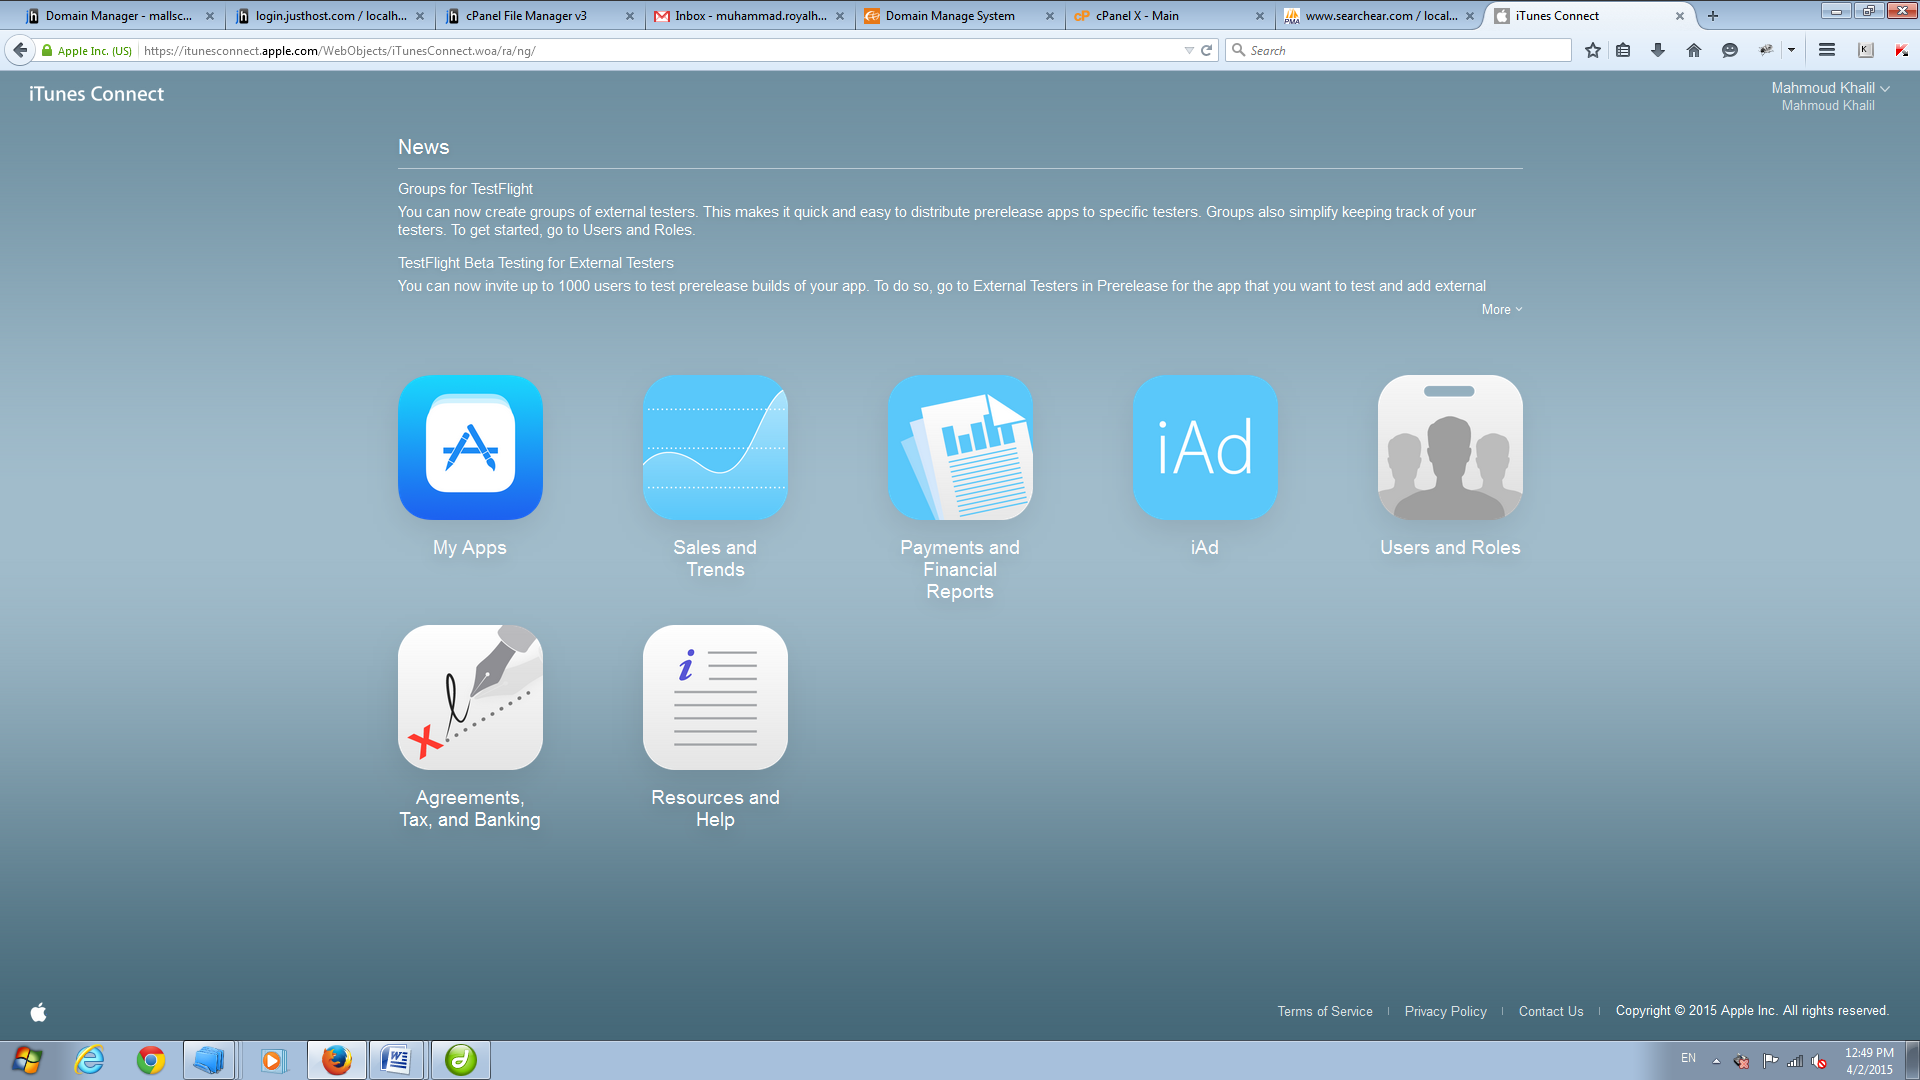 Domain Manager - mallsc...
login.justhost.com / localh...
cPanel File Manager v3
Inbox - muhammad.royalh...
Domain Manage System
cPanel X - Main
www.searchear.com / local...
iTunes Connect
Apple Inc. (US)
https://itunesconnect.apple.com/WebObjects/iTunesConnect.woa/ra/ng/
Search
iTunes Connect
Mahmoud Khalil
Mahmoud Khalil
News
Groups for TestFlight
You can now create groups of external testers. This makes it quick and easy to distribute prerelease apps to specific testers. Groups also simplify keeping track of your
testers. To get started, go to Users and Roles.
TestFlight Beta Testing for External Testers
You can now invite up to 1000 users to test prerelease builds of your app. To do so, go to External Testers in Prerelease for the app that you want to test and add external
More
iAd
My Apps
Sales and
Trends
Payments and
Financial
Reports
iAd
Users and Roles
Agreements,
Tax, and Banking
Resources and
Help
Terms of Service
Privacy Policy
Contact Us
Copyright © 2015 Apple Inc. All rights reserved.
EN
12:49 PM
4/2/2015